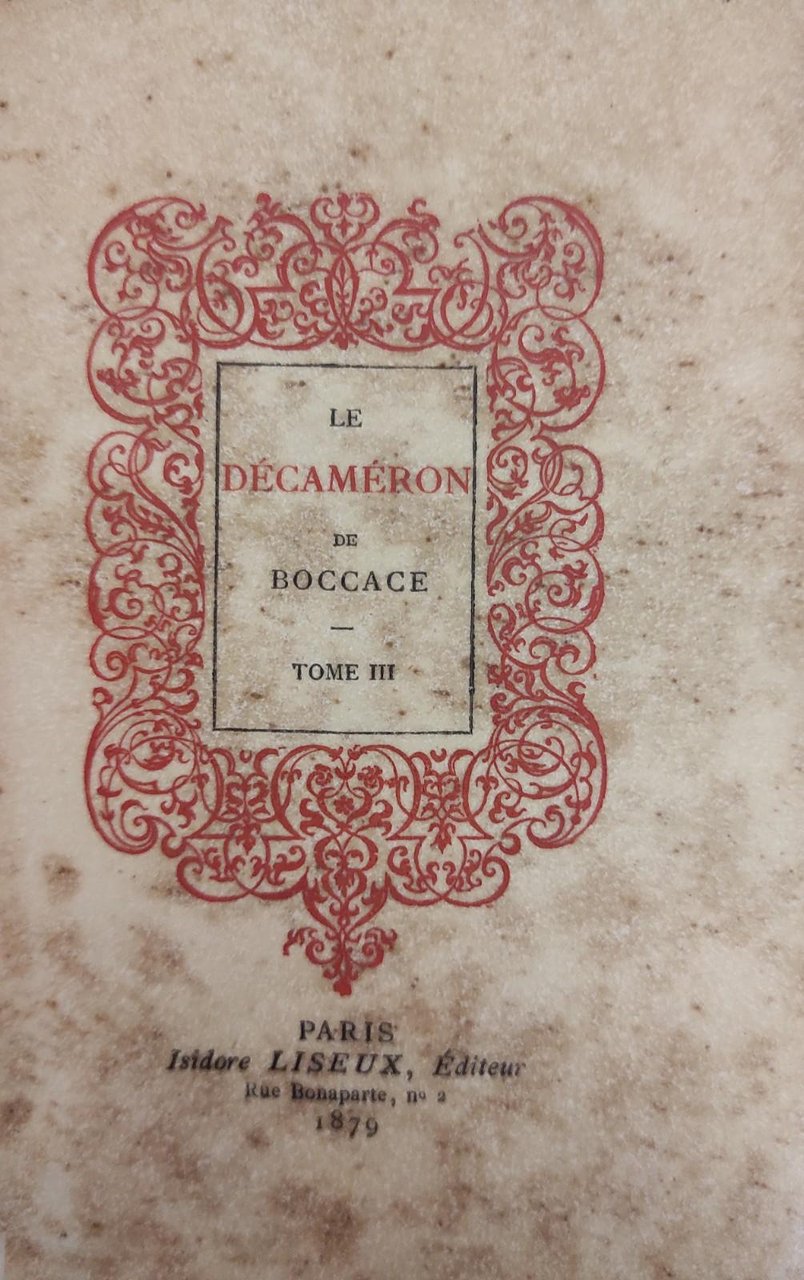 LE
DÉCAMÉRON
DE
BOCCACE
—
TOME III
PARIS
Isidore LISEUX, Éditeur
Rue Bonaparte, nº 2
1879